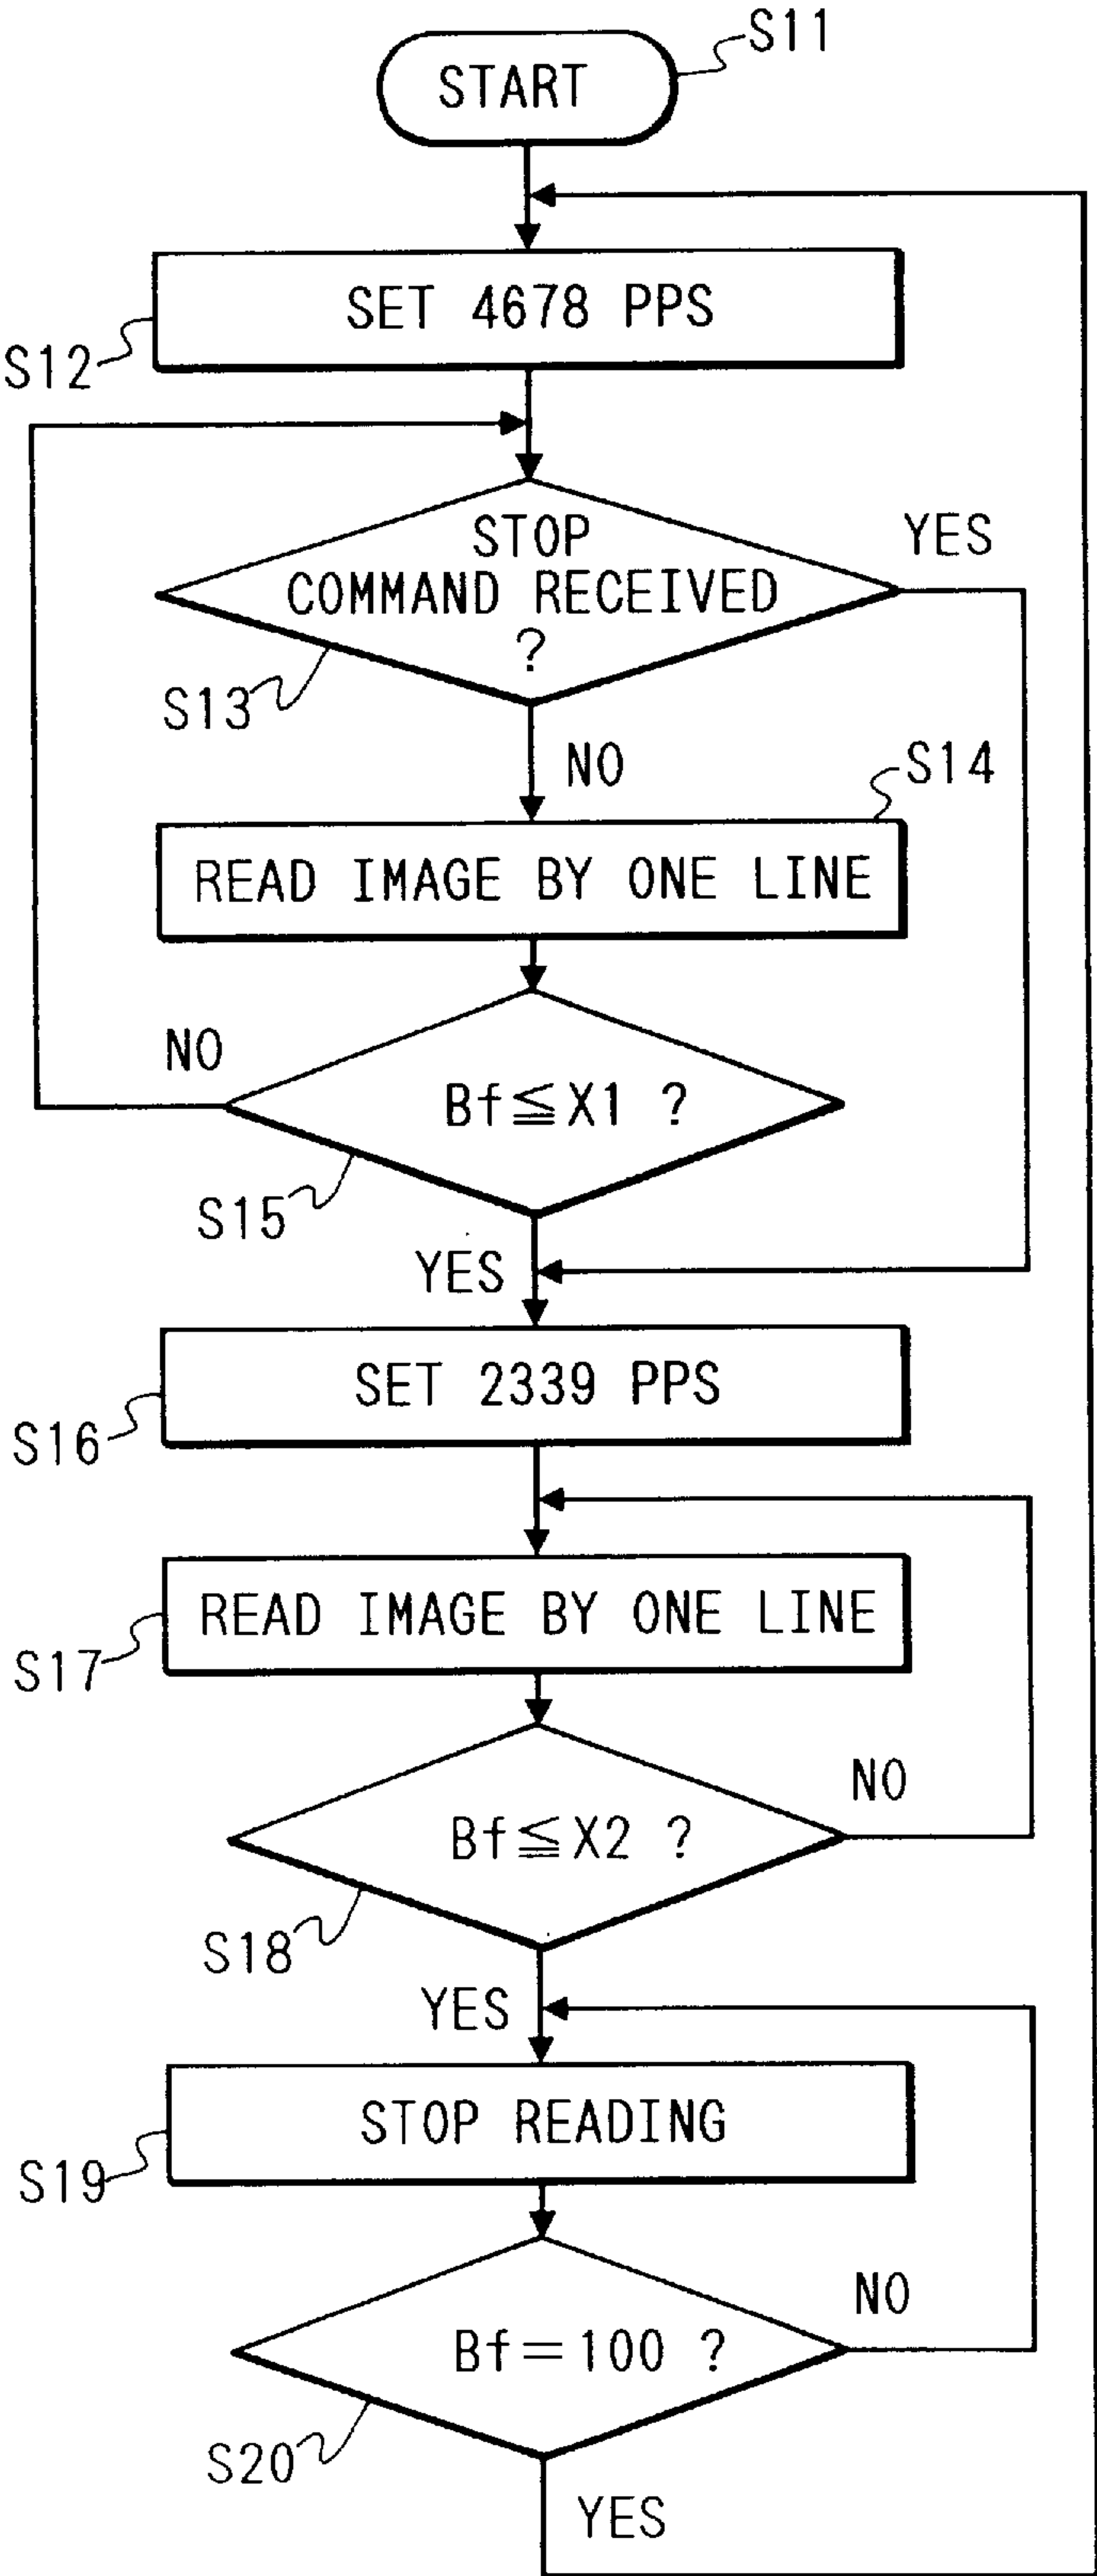 START
S11
SET 4678 PPS
S12
STOP
COMMAND RECEIVED
?
YES
S13
NO
S14
READ IMAGE BY ONE LINE
NO
Bf≦X1 ?
S15
YES
SET 2339 PPS
S16
READ IMAGE BY ONE LINE
S17
NO
Bf≦X2 ?
S18
YES
STOP READING
S19
NO
Bf=100 ?
S20
YES